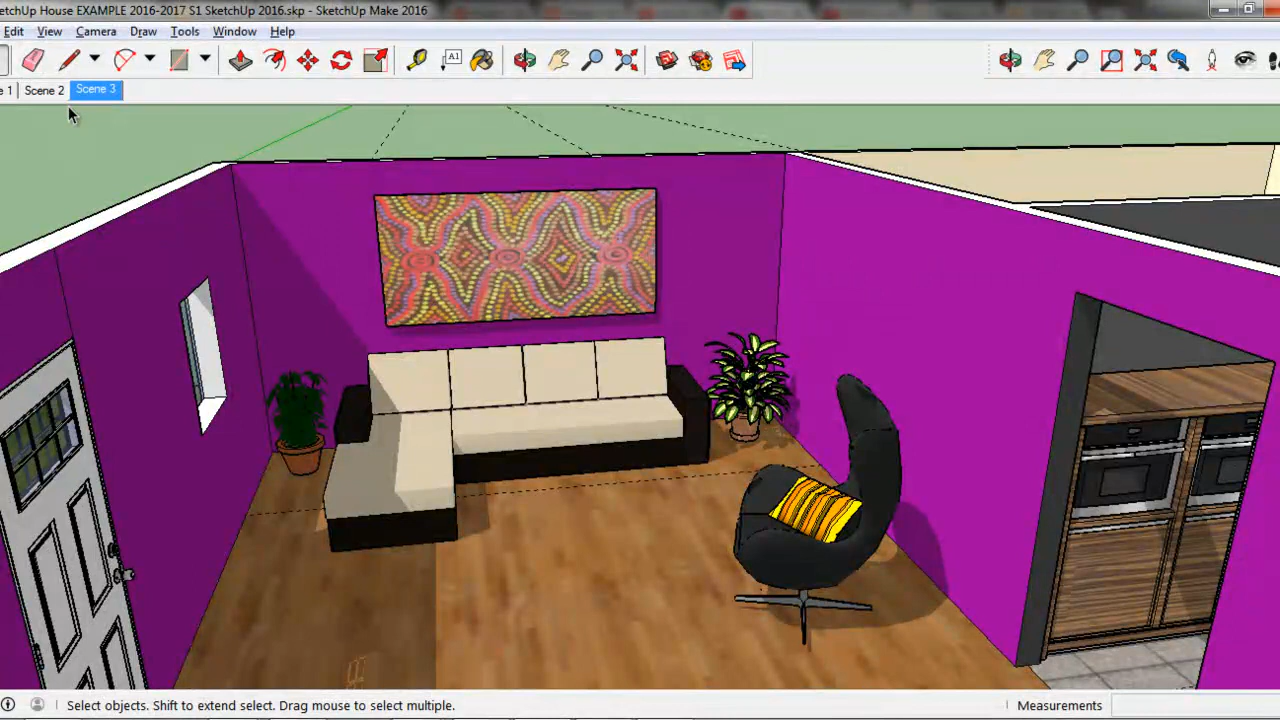 etchUp House EXAMPLE 2016-2017 S1 SketchUp 2016.skp - SketchUp Make 2016
Edit View Camera Draw Tools Window Help
A1
e 1 Scene 2 Scene 3
Select objects. Shift to extend select. Drag mouse to select multiple.
Measurements